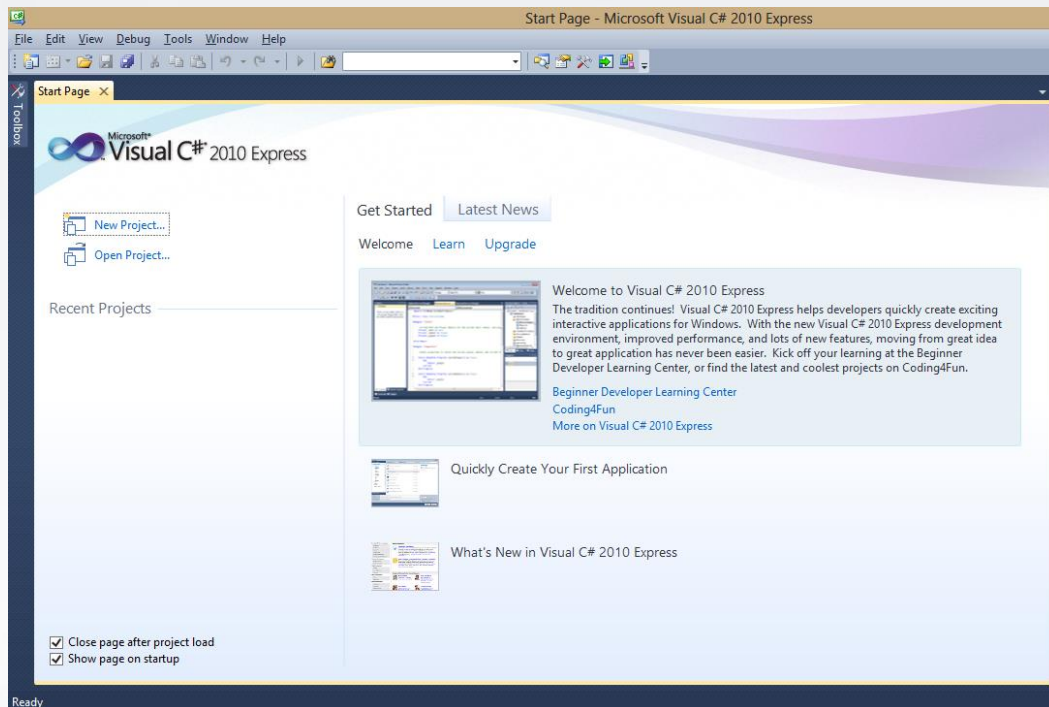 Start Page - Microsoft Visual C# 2010 Express
File Edit View Debug Tools Window Help
Toolbox
Start Page
Microsoft®
Visual C# 2010 Express
New Project...
Open Project...
Recent Projects
Close page after project load
Show page on startup
Get Started Latest News
Welcome Learn Upgrade
Welcome to Visual C# 2010 Express
The tradition continues! Visual C# 2010 Express helps developers quickly create exciting
interactive applications for Windows. With the new Visual C# 2010 Express development
environment, improved performance, and lots of new features, moving from great idea
to great application has never been easier. Kick off your learning at the Beginner
Developer Learning Center, or find the latest and coolest projects on Coding4Fun.
Beginner Developer Learning Center
Coding4Fun
More on Visual C# 2010 Express
Quickly Create Your First Application
What's New in Visual C# 2010 Express
Ready